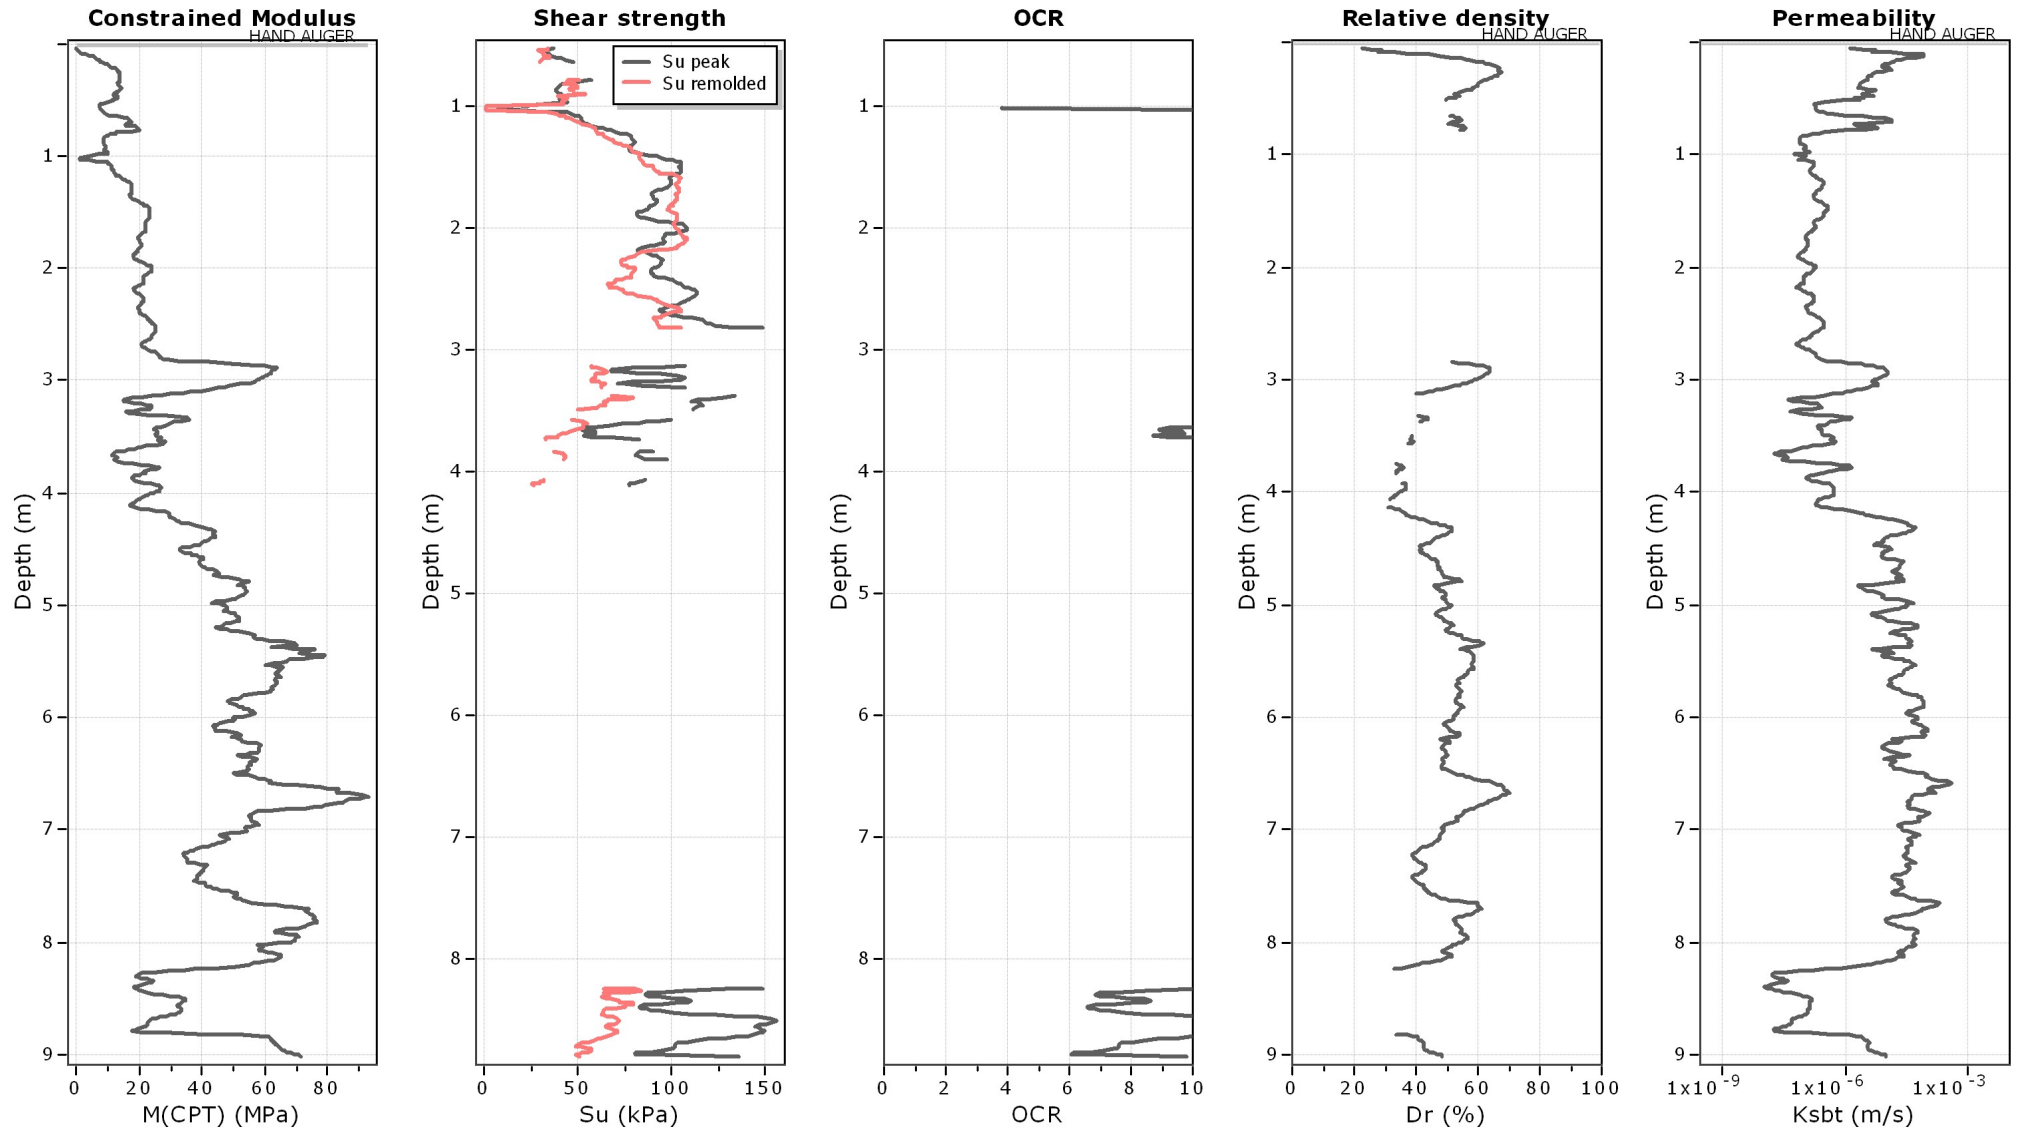 Constrained Modulus
HAND AUGER
1
2
3
4
5
6
7
8
9
Depth (m)
0 20 40 60 80
M(CPT) (MPa)
Shear strength
Su peak
Su remolded
1
2
3
4
5
6
7
8
Depth (m)
0 50 100 150
Su (kPa)
OCR
1
2
3
4
5
6
7
8
Depth (m)
0 2 4 6 8 10
OCR
Relative density
HAND AUGER
1
2
3
4
5
6
7
8
9
Depth (m)
0 20 40 60 80 100
Dr (%)
Permeability
HAND AUGER
1
2
3
4
5
6
7
8
9
Depth (m)
1x10⁻⁹ 1x10⁻⁶ 1x10⁻³
Ksbt (m/s)